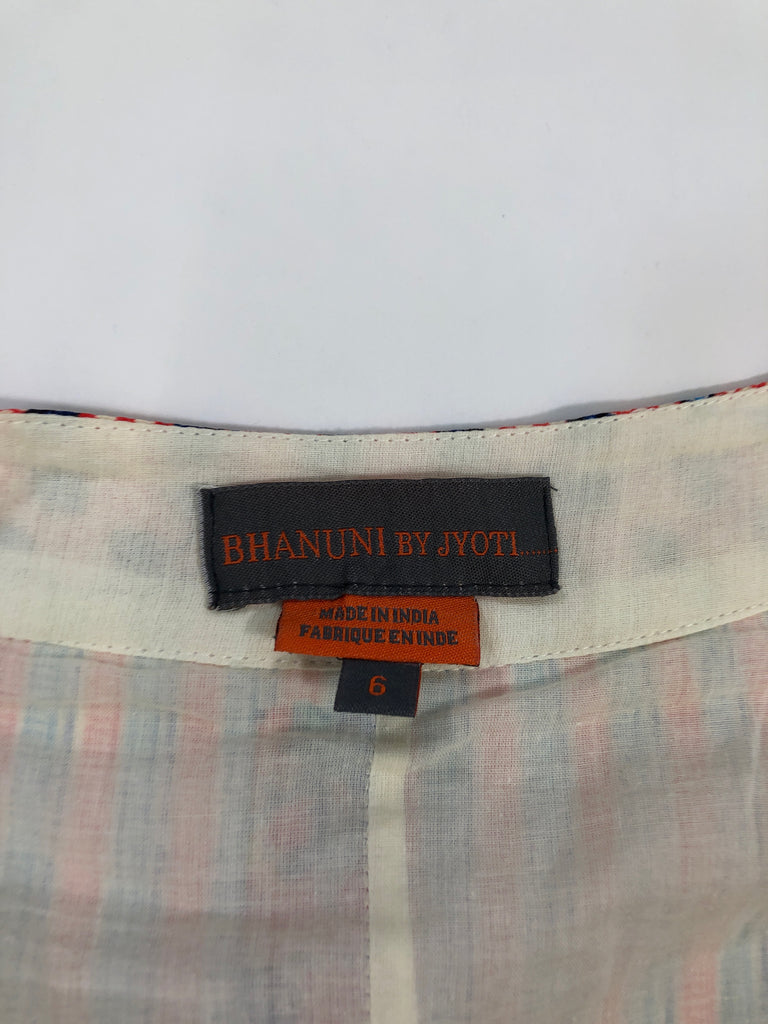 BHANUNI BY JYOTI.......
MADE IN INDIA
FABRIQUE EN INDE
6